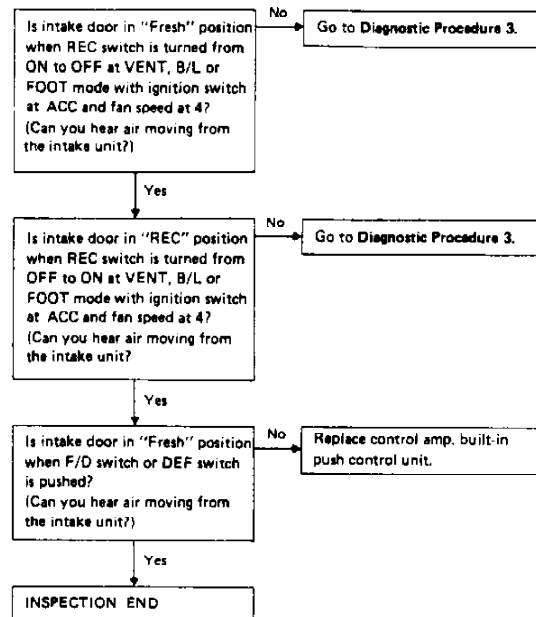 Is intake door in "Fresh" position
when REC switch is turned from
ON to OFF at VENT, B/L or
FOOT mode with ignition switch
at ACC and fan speed at 4?
(Can you hear air moving from
the intake unit?)
No
Go to Diagnostic Procedure 3.
Yes
Is intake door in "REC" position
when REC switch is turned from
OFF to ON at VENT, B/L or
FOOT mode with ignition switch
at ACC and fan speed at 4?
(Can you hear air moving from
the intake unit?
No
Go to Diagnostic Procedure 3.
Yes
Is intake door in "Fresh" position
when F/D switch or DEF switch
is pushed?
(Can you hear air moving from
the intake unit?)
No
Replace control amp. built-in
push control unit.
Yes
INSPECTION END